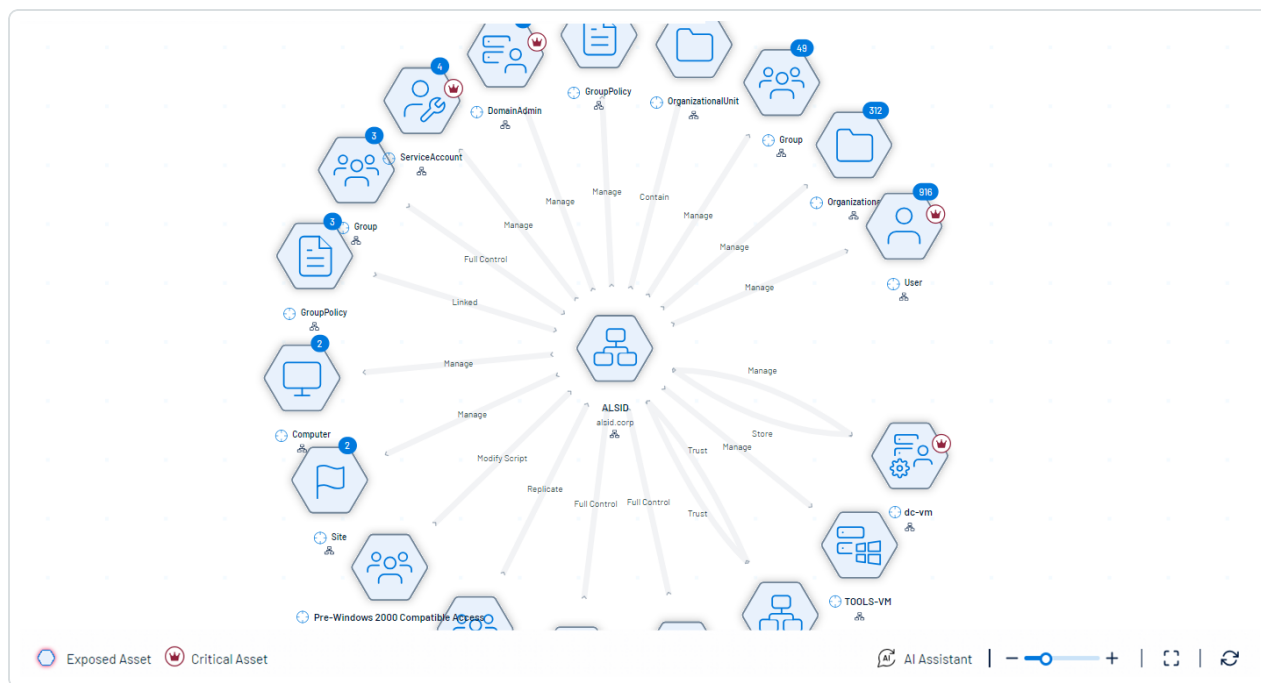 49
4
DomainAdmin
GroupPolicy
OrganizationalUnit
312
3
ServiceAccount
Group
916
Manage
Manage
Contain
Organizations
3
Group
Manage
Manage
Full Control
Manage
User
Linked
Manage
GroupPolicy
2
Manage
Manage
ALSID
alsid.corp
Manage
Computer
2
Store
Manage
Trust
Modify Script
Replicate
Full Control
Full Control
Trust
dc-vm
Site
TOOLS-VM
Pre-Windows 2000 Compatible Access
Exposed Asset
Critical Asset
AI
AI Assistant